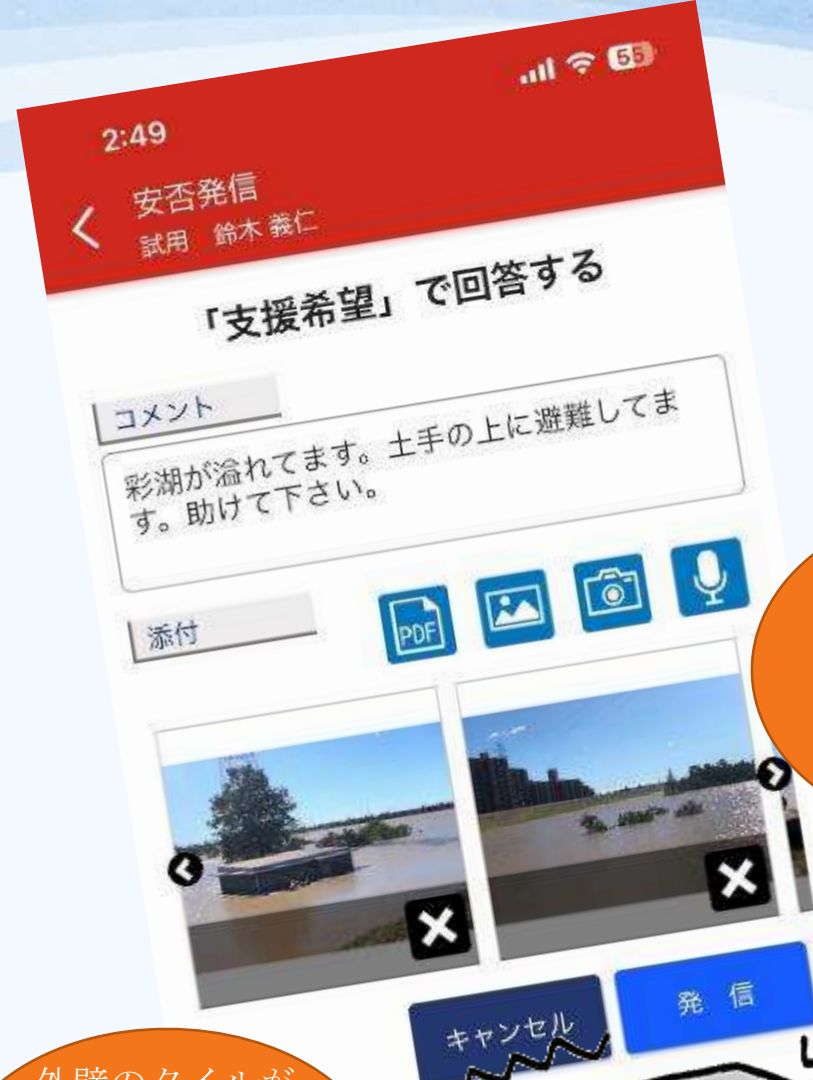 2:49
55
安否発信
試用 鈴木 義仁
「支援希望」で回答する
コメント
彩湖が溢れてます。土手の上に避難してま
す。助けて下さい。
添付
PDF
キャンセル
発 信
外壁のタイルが